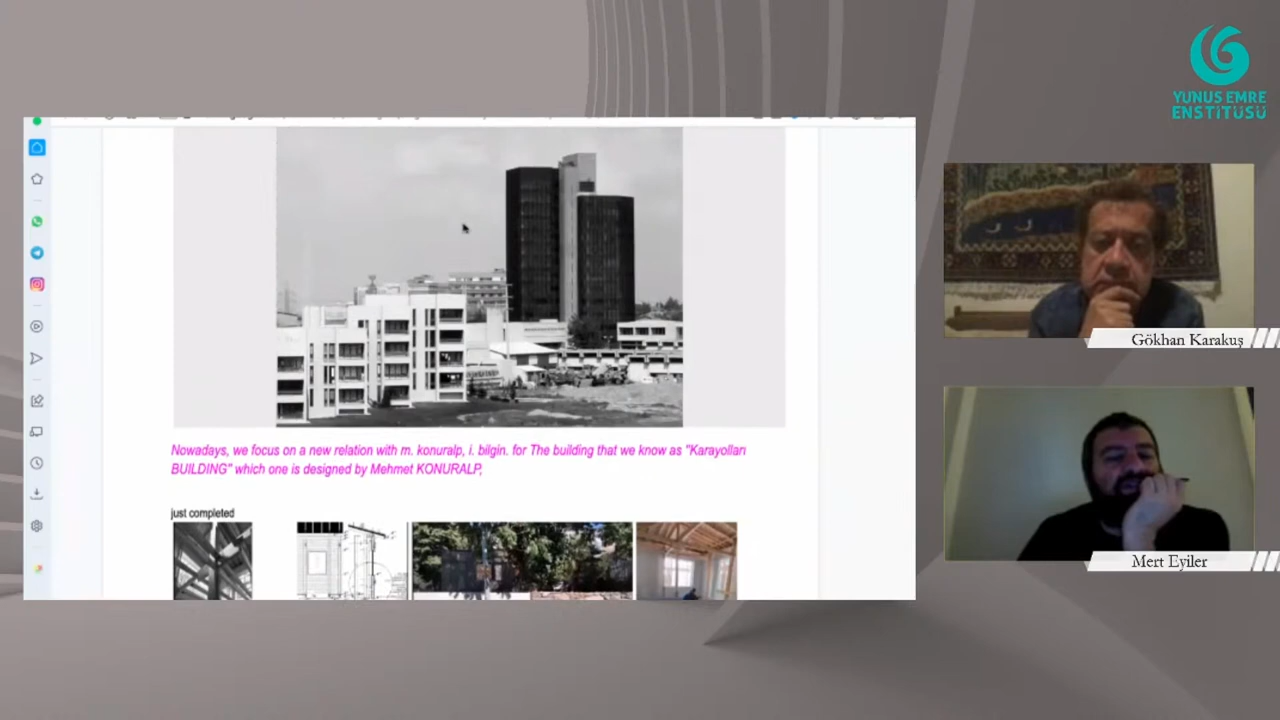 YUNUS EMRE
ENSTİTÜSÜ
Gökhan Karakuş
Nowadays, we focus on a new relation with m. konuralp, i. bilgin. for The building that we know as "Karayolları
BUILDING" which one is designed by Mehmet KONURALP,
just completed
Mert Eyiler